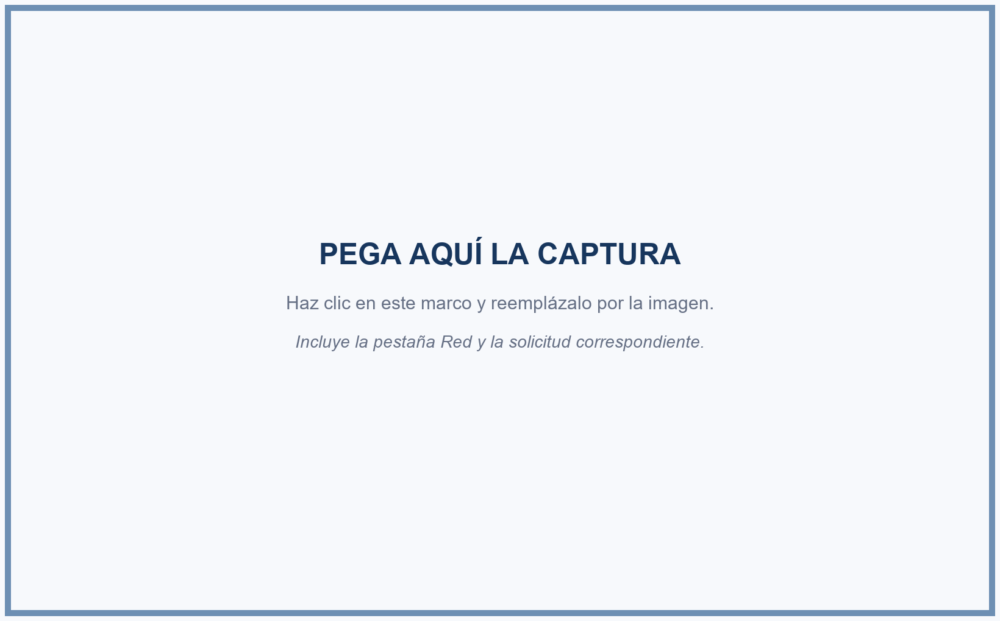 PEGA AQUÍ LA CAPTURA
Haz clic en este marco y reemplázalo por la imagen.
Incluye la pestaña Red y la solicitud correspondiente.